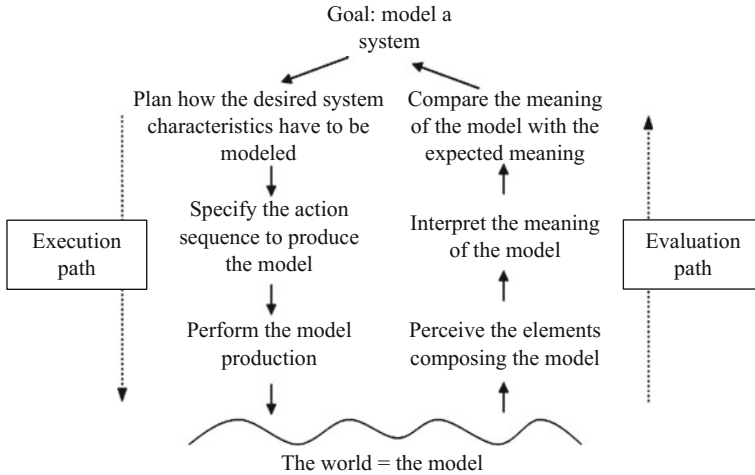 Goal: model a
system
Plan how the desired system
characteristics have to be
modeled
Specify the action
sequence to produce
the model
Perform the model
production
Compare the meaning
of the model with the
expected meaning
Interpret the meaning
of the model
Perceive the elements
composing the model
Execution
path
Evaluation
path
The world = the model